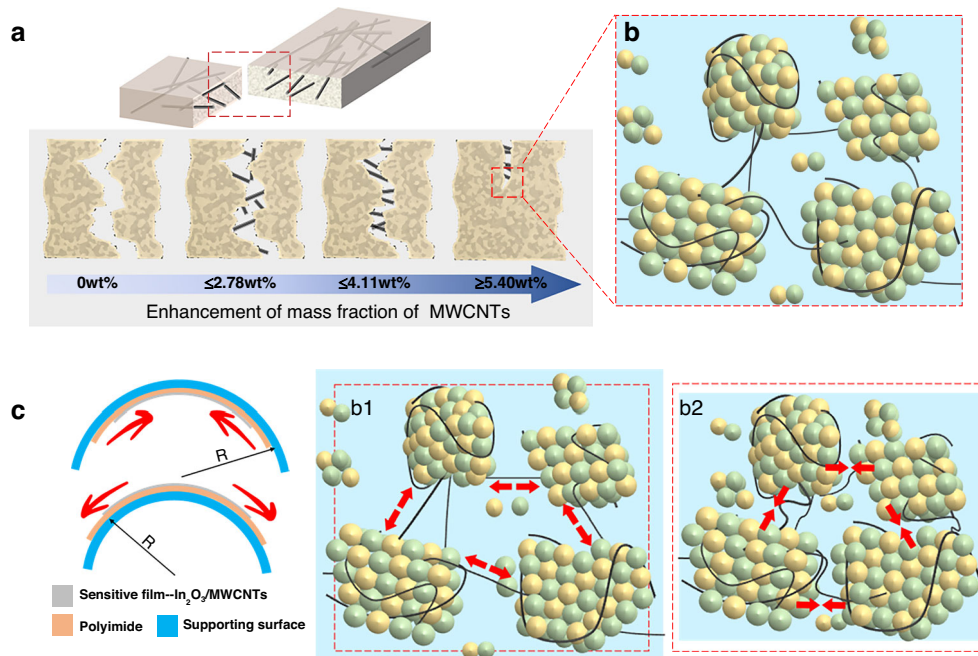 a
b
0wt%
≤2.78wt%
≤4.11wt%
≥5.40wt%
Enhancement of mass fraction of MWCNTs
c
R
R
Sensitive film--In₂O₃/MWCNTs
Polyimide
Supporting surface
b1
b2